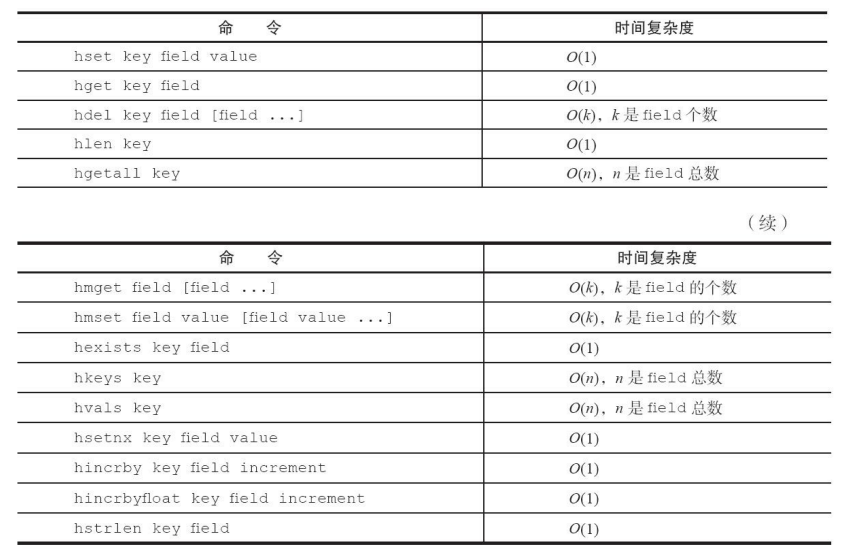 命 令 时间复杂度
hset key field value O(1)
hget key field O(1)
hdel key field [field ...] O(k)，k 是 field 个数
hlen key O(1)
hgetall key O(n)，n 是 field 总数
（续）
命 令 时间复杂度
hmget field [field ...] O(k)，k 是 field 的个数
hmset field value [field value ...] O(k)，k 是 field 的个数
hexists key field O(1)
hkeys key O(n)，n 是 field 总数
hvals key O(n)，n 是 field 总数
hsetnx key field value O(1)
hincrby key field increment O(1)
hincrbyfloat key field increment O(1)
hstrlen key field O(1)